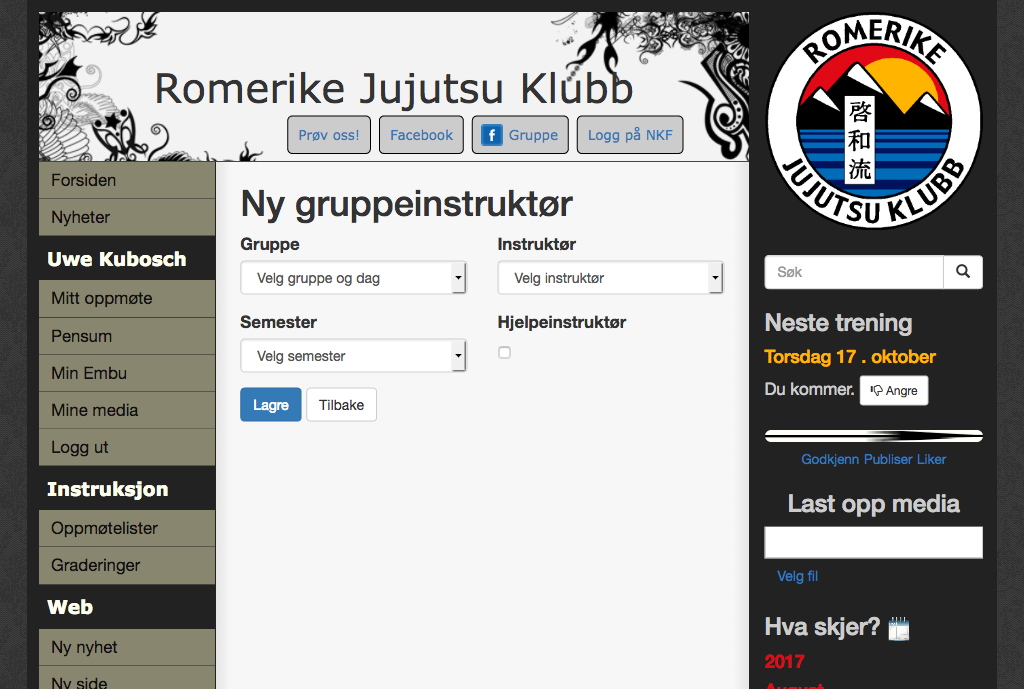 Romerike Jujutsu Klubb
Prøv oss!
Facebook
Gruppe
Logg på NKF
Forsiden
Nyheter
Uwe Kubosch
Mitt oppmøte
Pensum
Min Embu
Mine media
Logg ut
Instruksjon
Oppmøtelister
Graderinger
Web
Ny nyhet
Ny side
Ny gruppeinstruktør
Gruppe
Velg gruppe og dag
Instruktør
Velg instruktør
Semester
Velg semester
Hjelpeinstruktør
Lagre
Tilbake
ROMERIKE
啓和流
JUJUTSU KLUBB
Søk
Neste trening
Torsdag 17 . oktober
Du kommer.
Angre
Godkjenn Publiser Liker
Last opp media
Velg fil
Hva skjer?
2017
August